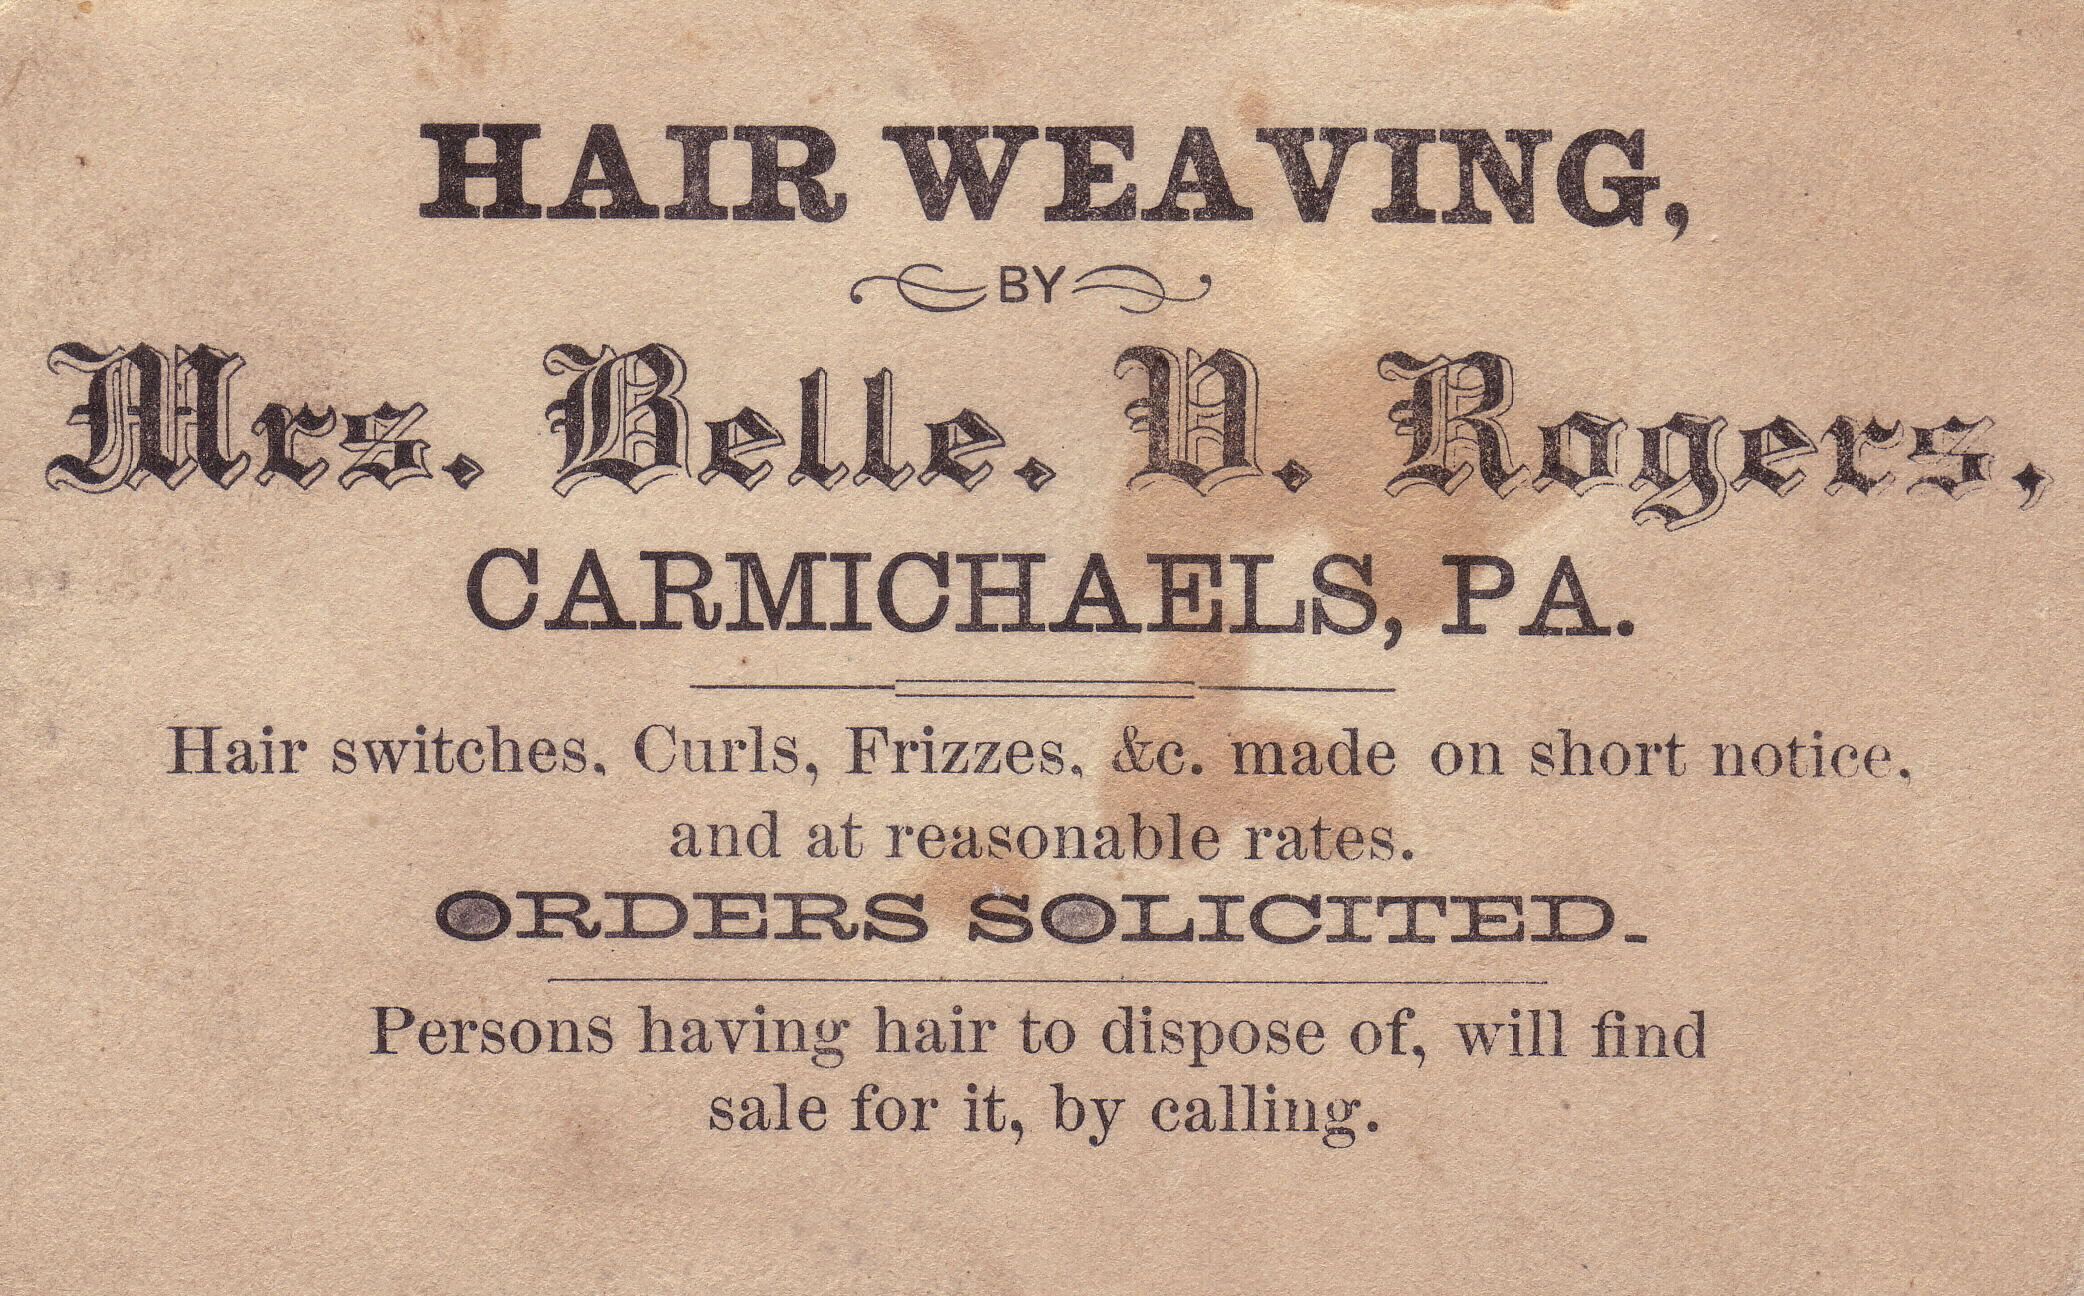 HAIR WEAVING,
BY
Mrs. Belle. V. Rogers,
CARMICHAELS, PA.
Hair switches, Curls, Frizzes, &c. made on short notice,
and at reasonable rates.
ORDERS SOLICITED.
Persons having hair to dispose of, will find
sale for it, by calling.